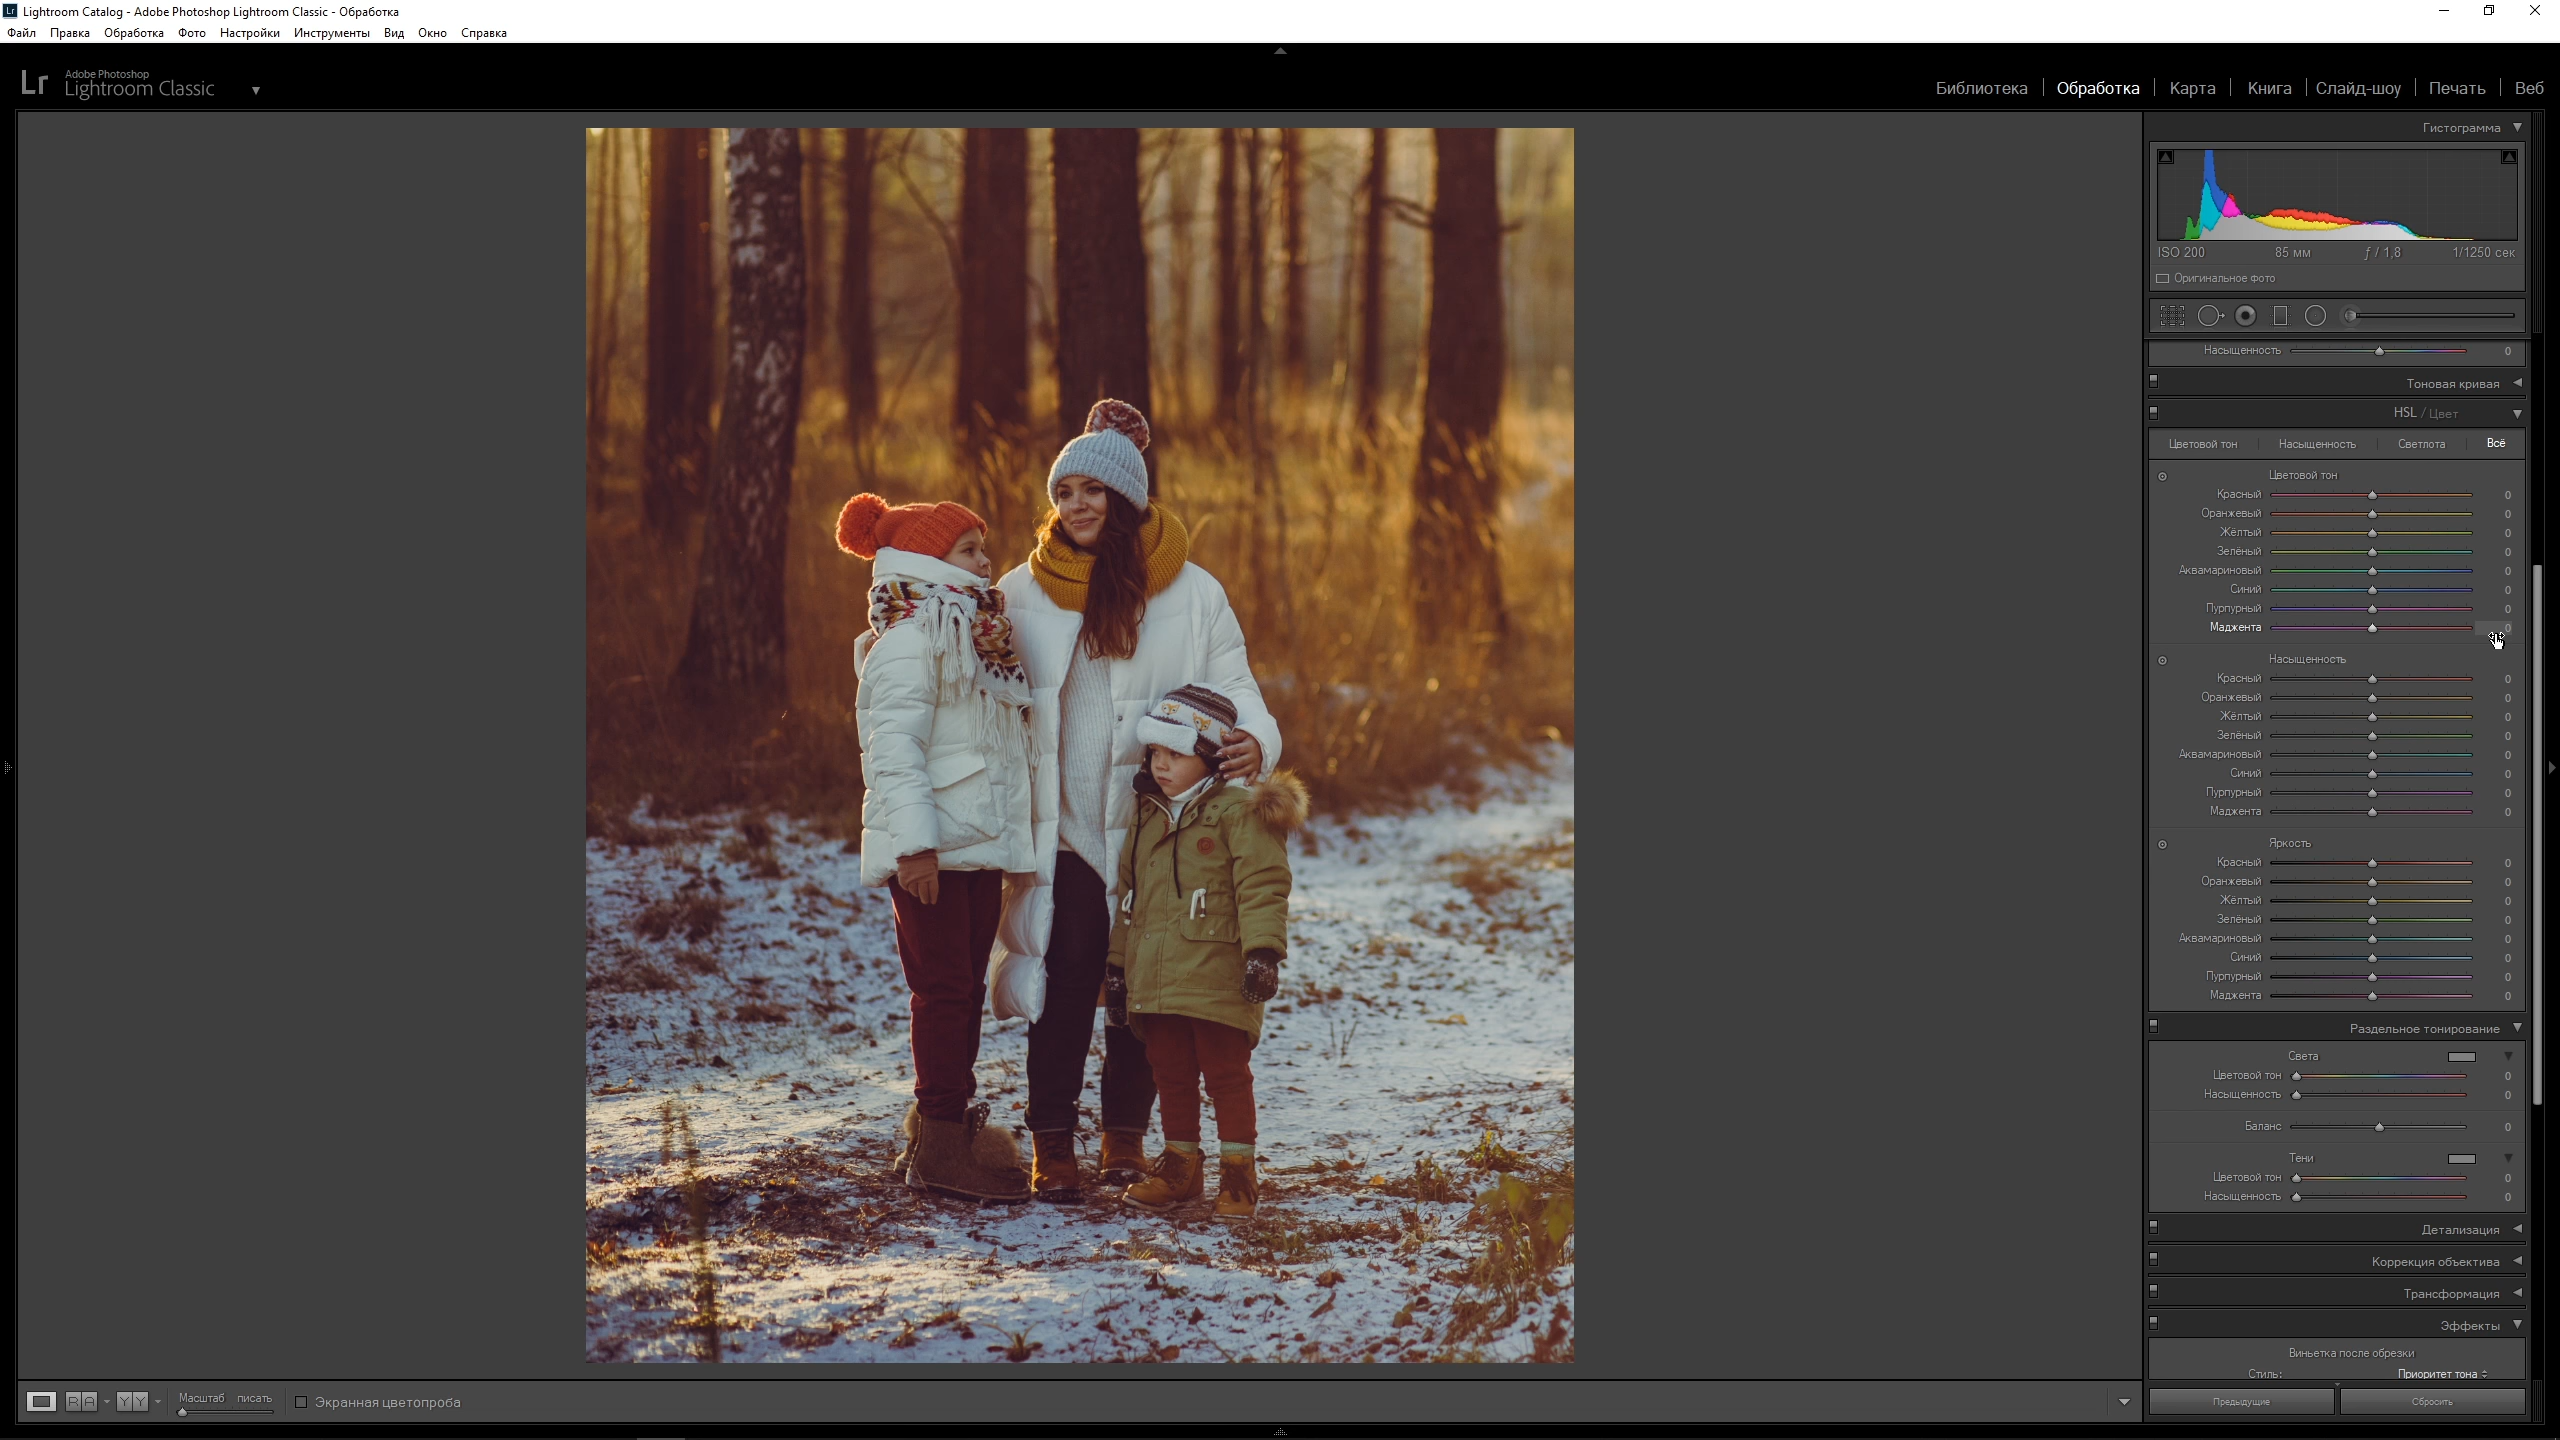 Lightroom Catalog - Adobe Photoshop Lightroom Classic - Обработка
Файл Правка Обработка Фото Настройки Инструменты Вид Окно Справка
Lr Adobe Photoshop
Lightroom Classic
Библиотека Обработка Карта Книга Слайд-шоу Печать Веб
Гистограмма
ISO 200 85 мм ƒ / 1,8 1/1250 сек
Оригинальное фото
Насыщенность 0
Тоновая кривая
HSL / Цвет
Цветовой тон Насыщенность Светлота Всё
Цветовой тон
Красный 0
Оранжевый 0
Жёлтый 0
Зелёный 0
Аквамариновый 0
Синий 0
Пурпурный 0
Маджента 0
Насыщенность
Красный 0
Оранжевый 0
Жёлтый 0
Зелёный 0
Аквамариновый 0
Синий 0
Пурпурный 0
Маджента 0
Яркость
Красный 0
Оранжевый 0
Жёлтый 0
Зелёный 0
Аквамариновый 0
Синий 0
Пурпурный 0
Маджента 0
Раздельное тонирование
Света
Цветовой тон 0
Насыщенность 0
Баланс 0
Тени
Цветовой тон 0
Насыщенность 0
Детализация
Коррекция объектива
Трансформация
Эффекты
Виньетка после обрезки
Стиль: Приоритет тона
R A Y Y Масштаб писать Экранная цветопроба
Предыдущие Сбросить